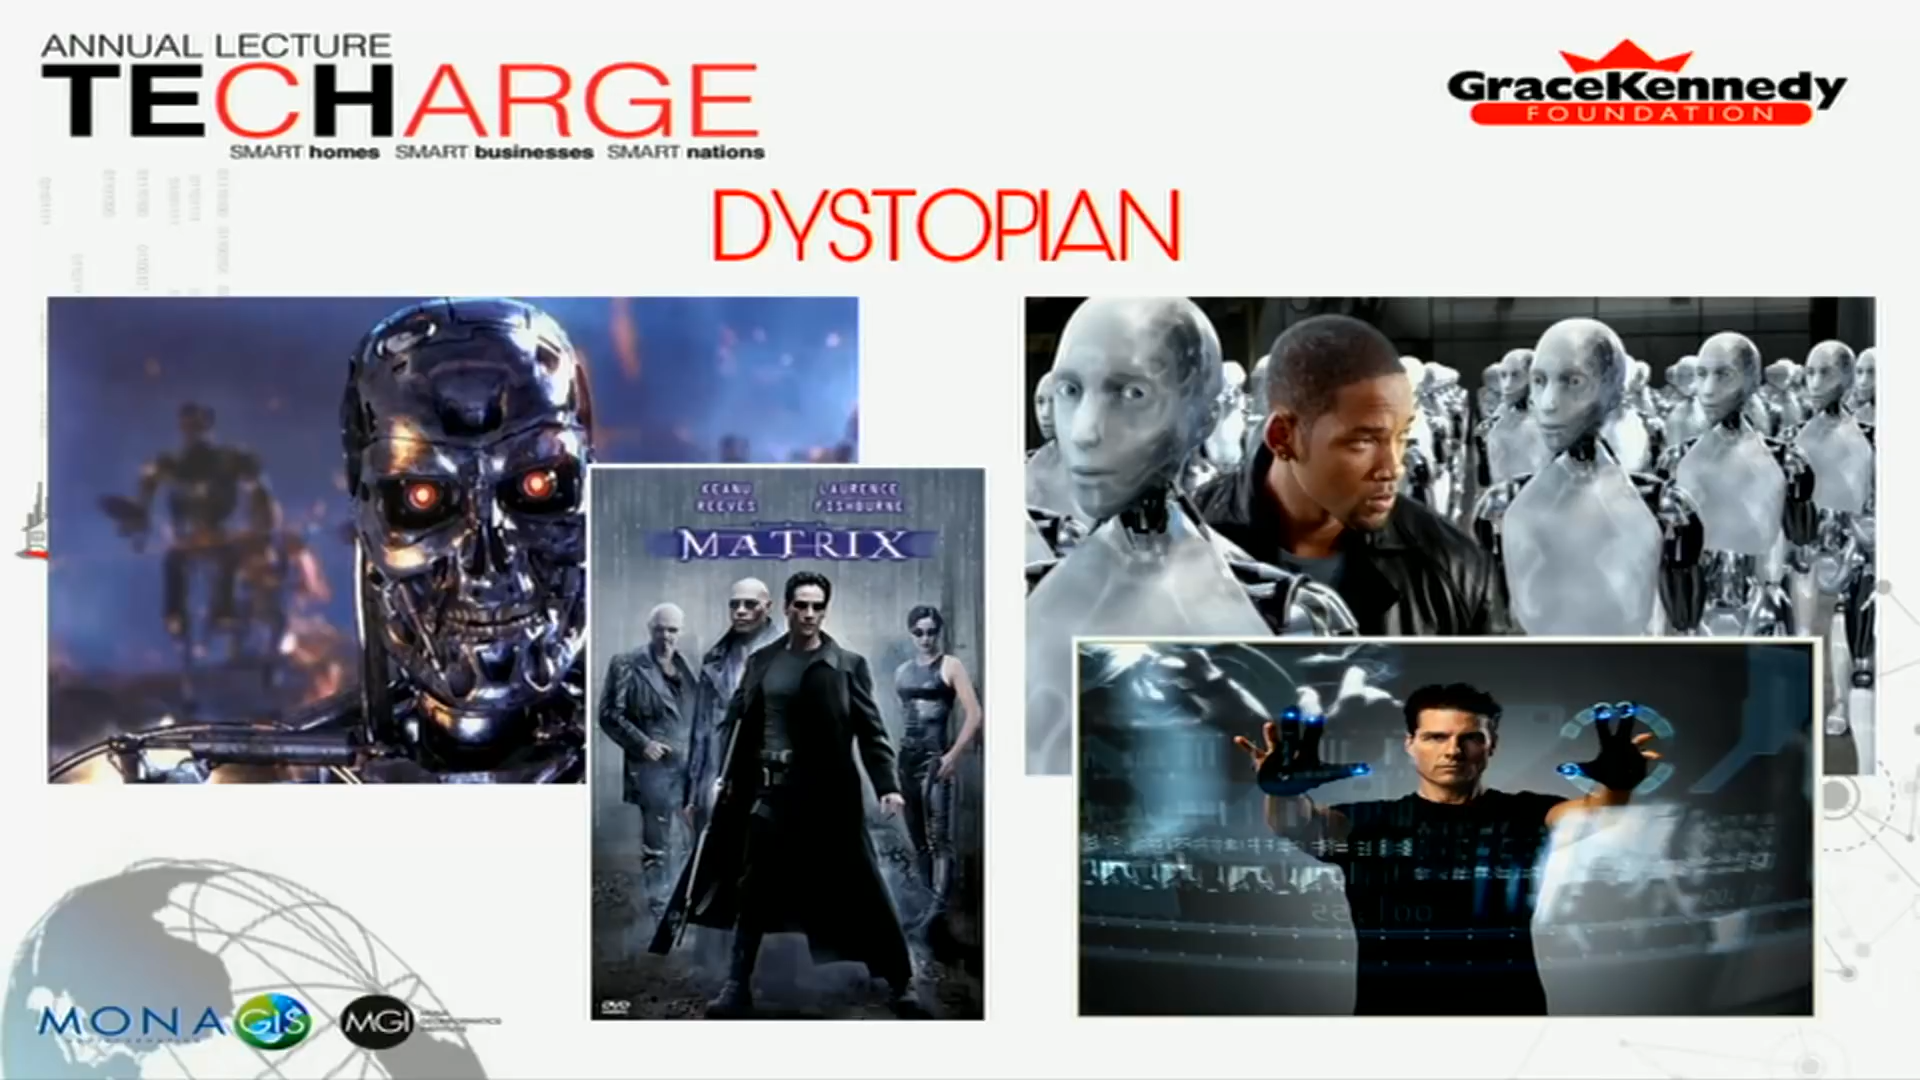 ANNUAL LECTURE
TECHARGE
SMART homes SMART businesses SMART nations
GraceKennedy
FOUNDATION
DYSTOPIAN
KEANU REEVES
LAURENCE FISHBURNE
MATRIX
DVD
MONA GIS
MGI